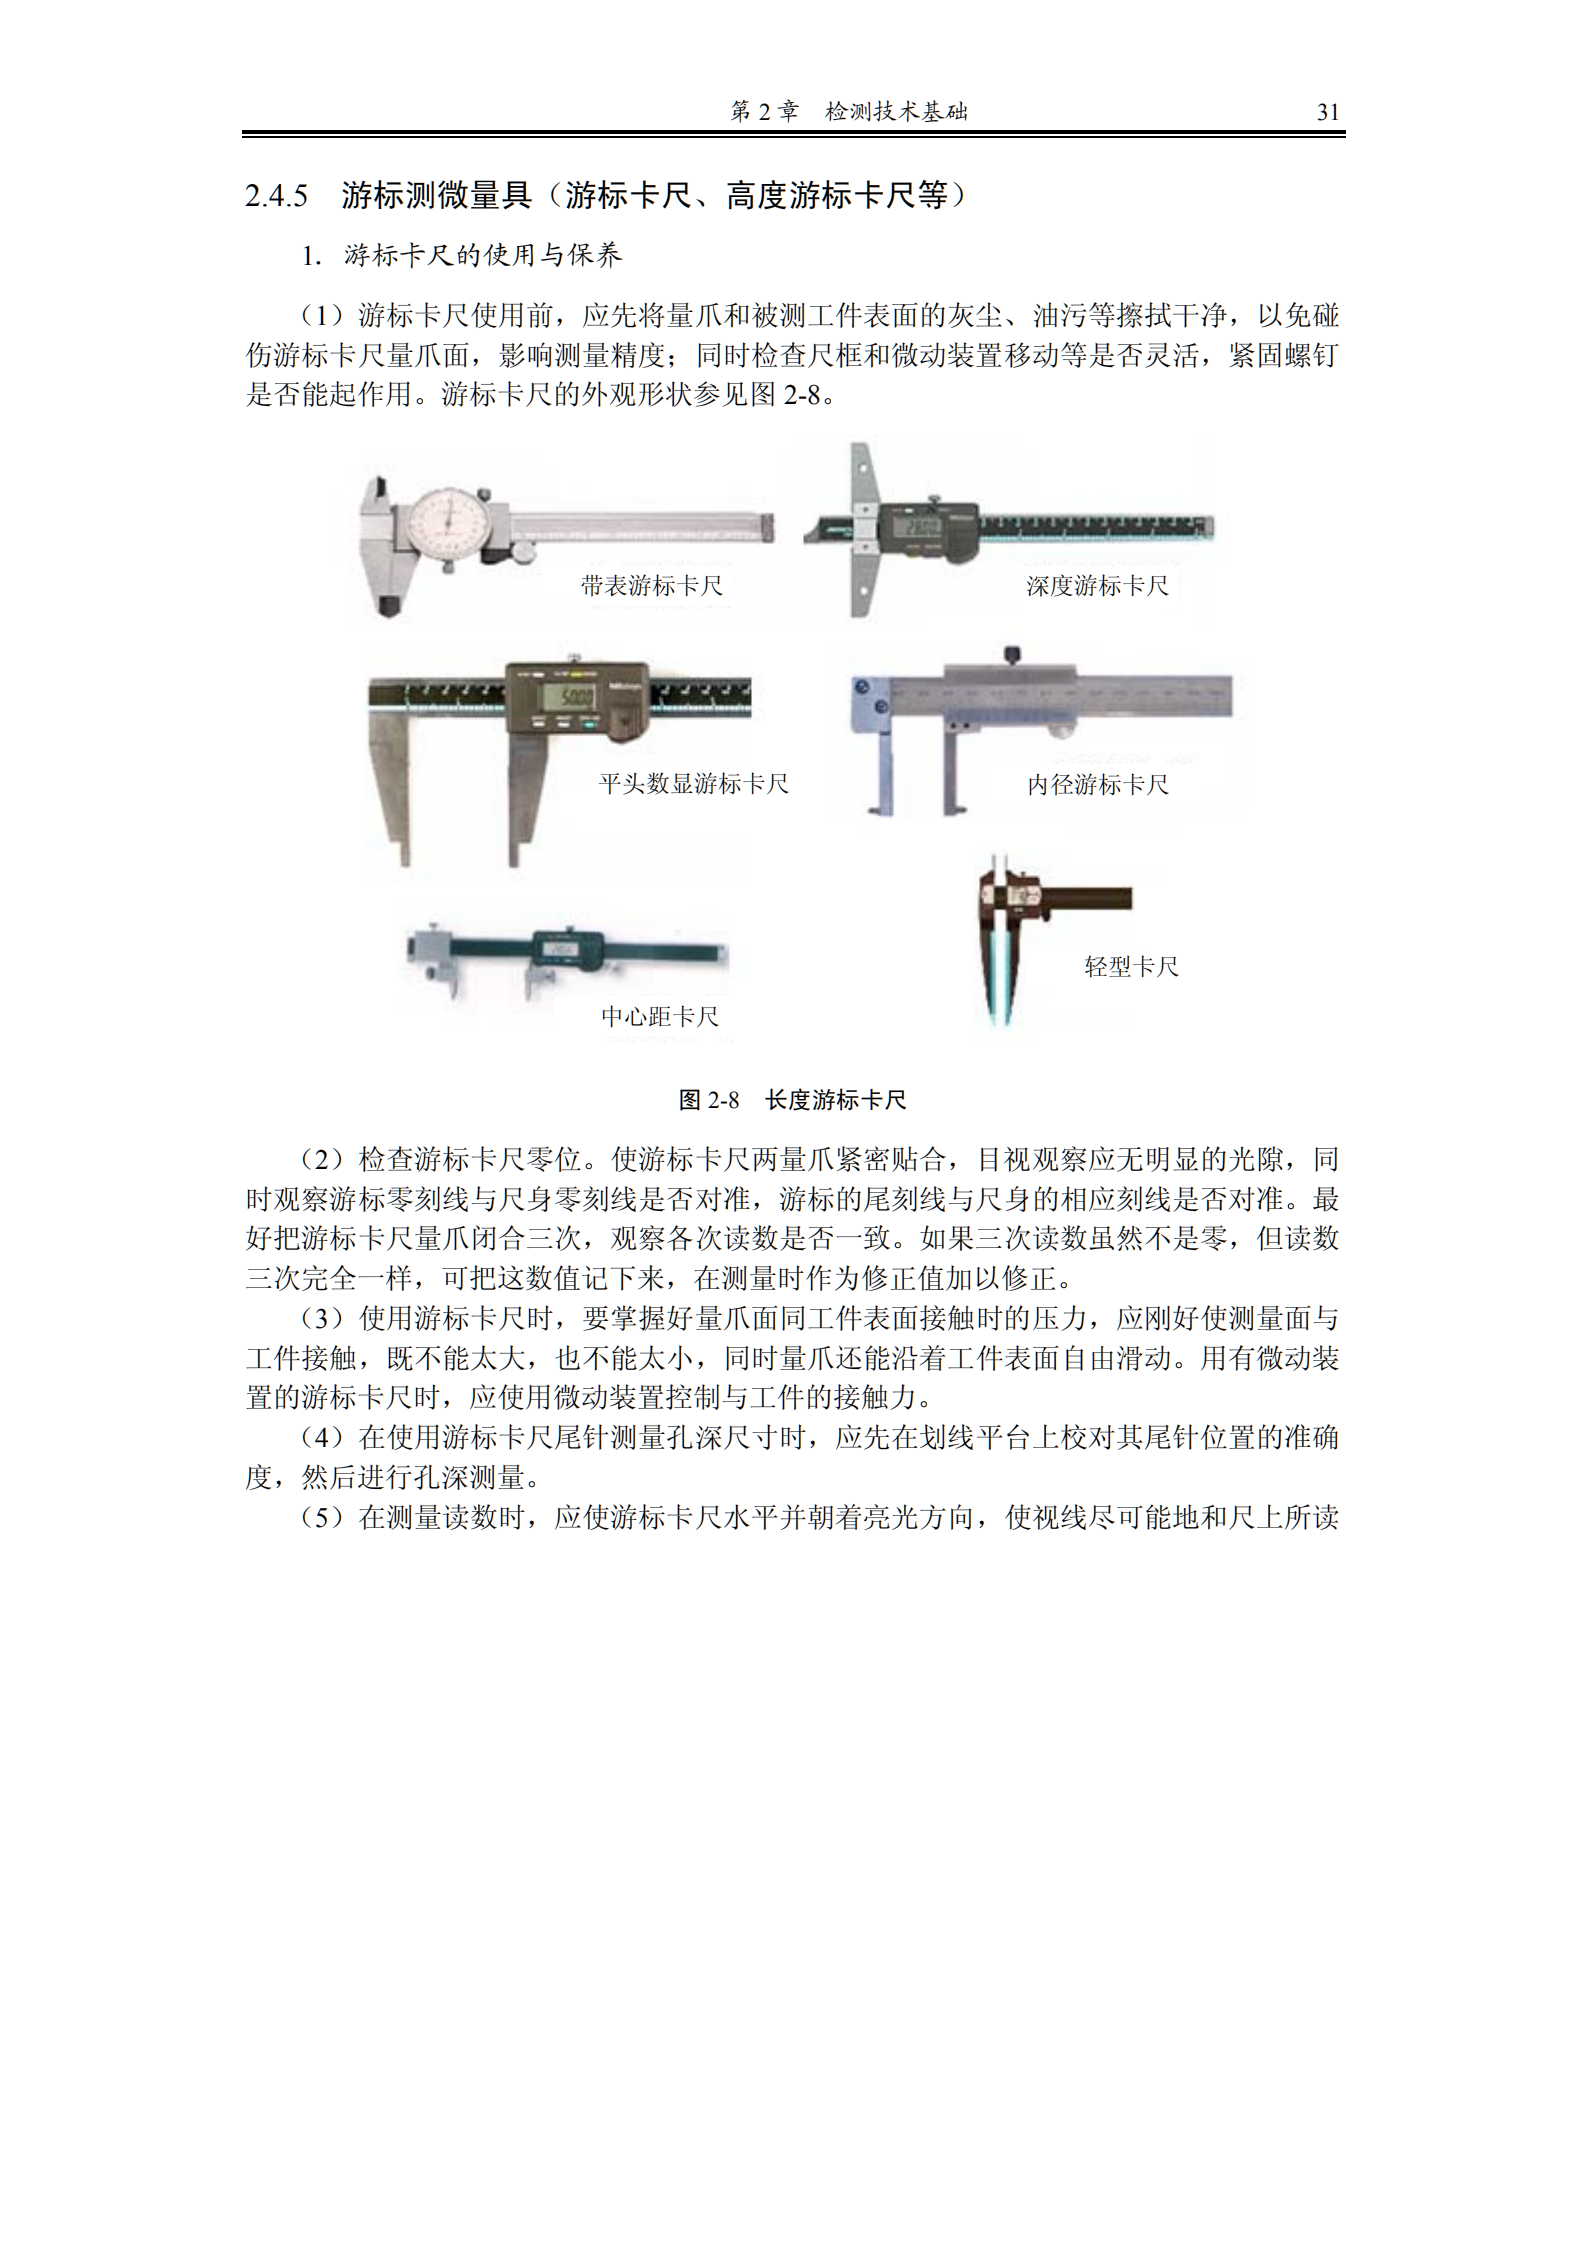 第 2 章　检测技术基础　31
2.4.5　游标测微量具（游标卡尺、高度游标卡尺等）
1．游标卡尺的使用与保养
（1）游标卡尺使用前，应先将量爪和被测工件表面的灰尘、油污等擦拭干净，以免碰
伤游标卡尺量爪面，影响测量精度；同时检查尺框和微动装置移动等是否灵活，紧固螺钉
是否能起作用。游标卡尺的外观形状参见图 2-8。
带表游标卡尺
深度游标卡尺
平头数显游标卡尺
内径游标卡尺
中心距卡尺
轻型卡尺
图 2-8　长度游标卡尺
（2）检查游标卡尺零位。使游标卡尺两量爪紧密贴合，目视观察应无明显的光隙，同
时观察游标零刻线与尺身零刻线是否对准，游标的尾刻线与尺身的相应刻线是否对准。最
好把游标卡尺量爪闭合三次，观察各次读数是否一致。如果三次读数虽然不是零，但读数
三次完全一样，可把这数值记下来，在测量时作为修正值加以修正。
（3）使用游标卡尺时，要掌握好量爪面同工件表面接触时的压力，应刚好使测量面与
工件接触，既不能太大，也不能太小，同时量爪还能沿着工件表面自由滑动。用有微动装
置的游标卡尺时，应使用微动装置控制与工件的接触力。
（4）在使用游标卡尺尾针测量孔深尺寸时，应先在划线平台上校对其尾针位置的准确
度，然后进行孔深测量。
（5）在测量读数时，应使游标卡尺水平并朝着亮光方向，使视线尽可能地和尺上所读